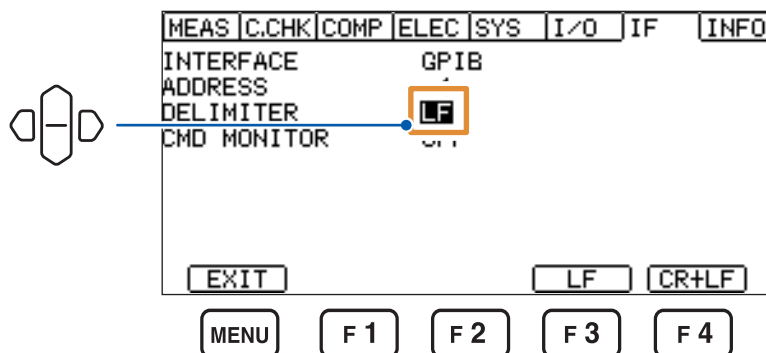 MEAS C.CHK COMP ELEC SYS I/O IF INFO
INTERFACE GPIB
ADDRESS
DELIMITER LF
CMD MONITOR
EXIT LF CR+LF
MENU F 1 F 2 F 3 F 4